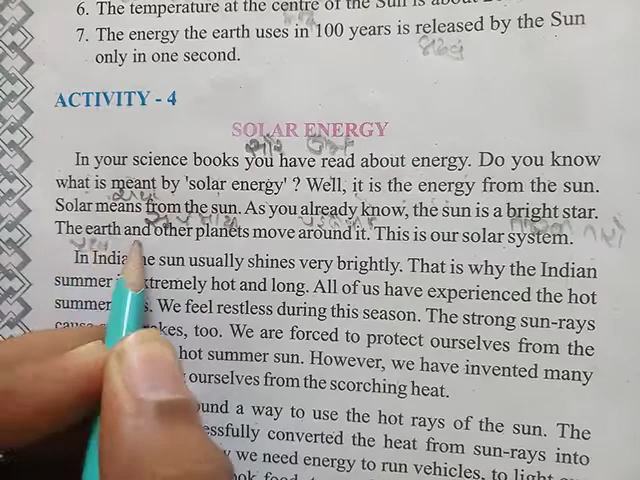 6. The temperature at the centre of the Sun is about
7. The energy the earth uses in 100 years is released by the Sun
only in one second.
ACTIVITY - 4
SOLAR ENERGY
In your science books you have read about energy. Do you know
what is meant by 'solar energy' ? Well, it is the energy from the sun.
Solar means from the sun. As you already know, the sun is a bright star.
The earth and other planets move around it. This is our solar system.
In India the sun usually shines very brightly. That is why the Indian
summer extremely hot and long. All of us have experienced the hot
summer We feel restless during this season. The strong sun-rays
cause too. We are forced to protect ourselves from the
hot summer sun. However, we have invented many
ourselves from the scorching heat.
a way to use the hot rays of the sun. The
converted the heat from sun-rays into
we need energy to run vehicles, to light
food